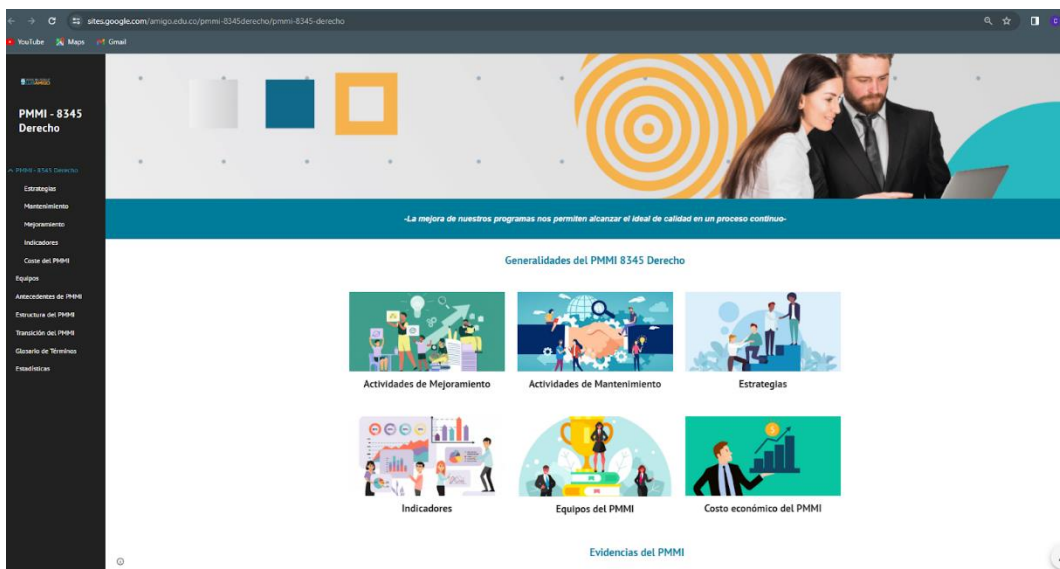 sites.google.com/amigo.edu.co/pmmi-8345derecho/pmmi-8345-derecho
YouTube Maps Gmail
PMMI - 8345
Derecho
PMMI - 8345 Derecho
Estrategias
Mantenimiento
Mejoramiento
Indicadores
Coste del PMMI
Equipos
Antecedentes de PMMI
Estructura del PMMI
Transición del PMMI
Glosario de Términos
Estadísticas
-La mejora de nuestros programas nos permiten alcanzar el ideal de calidad en un proceso continuo-
Generalidades del PMMI 8345 Derecho
Actividades de Mejoramiento
Actividades de Mantenimiento
Estrategias
Indicadores
Equipos del PMMI
Costo económico del PMMI
Evidencias del PMMI